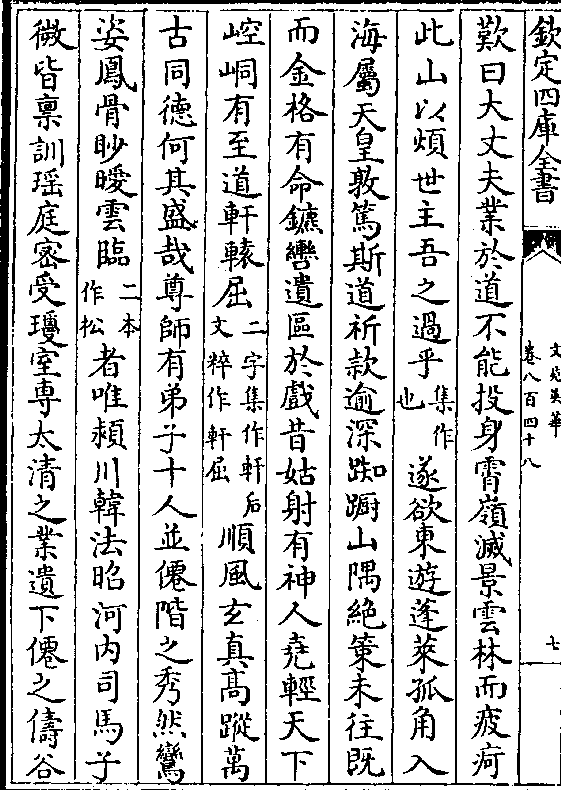 欽定四庫全書
文苑英華
卷八百四十八
七
歎曰大丈夫業於道不能投身霄嶺滅景雲林而疲疴
此山以煩世主吾之過乎集作也遂欲東遊蓬萊孤角入
海屬天皇敦篤斯道祈款逾深踟蹰山隅絶策未往既
而金格有命鑣轡遺區於戲昔姑射有神人堯輕天下
崆峒有至道軒轅屈二字集作軒后文粹作軒屈順風玄真髙蹤萬
古同德何其盛哉尊師有弟子十人並僊階之秀然鸞
姿鳳骨眇曖雲臨二本作松者唯頴川韓法昭河内司馬子
微皆禀訓瑶庭密受瓊室専太清之業遺下僊之儔谷